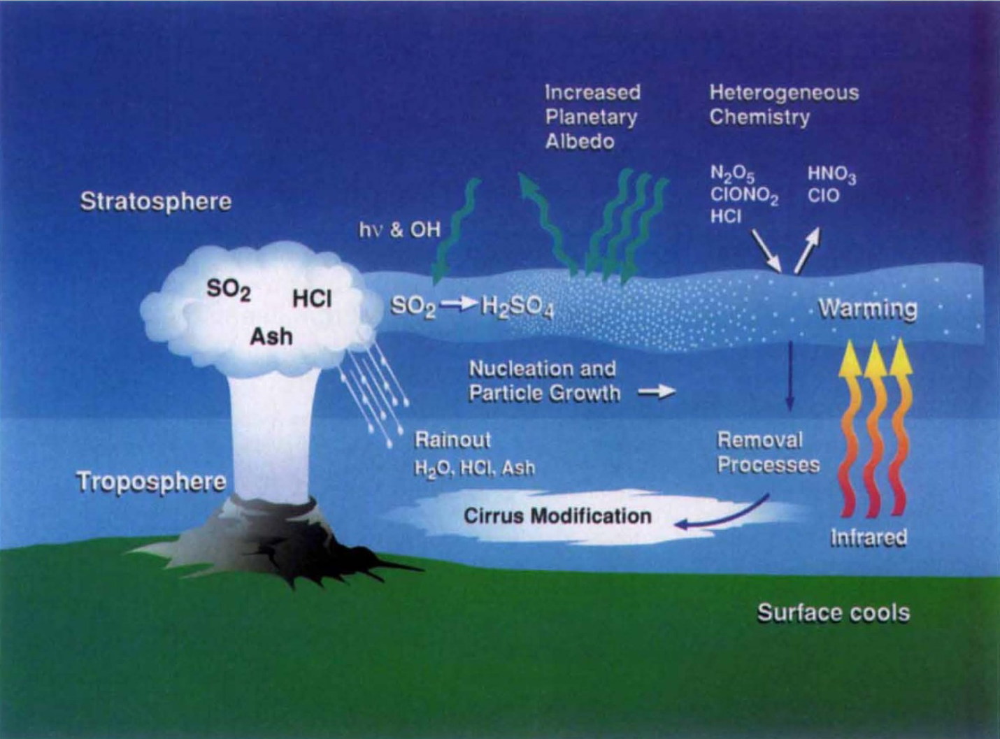 Increased
Planetary
Albedo
Heterogeneous
Chemistry
N₂O₅
ClONO₂
HCl
HNO₃
ClO
Stratosphere
hν & OH
SO₂
HCl
Ash
SO₂→H₂SO₄
Warming
Nucleation and
Particle Growth →
Rainout
H₂O, HCl, Ash
Removal
Processes
Troposphere
Cirrus Modification
Infrared
Surface cools